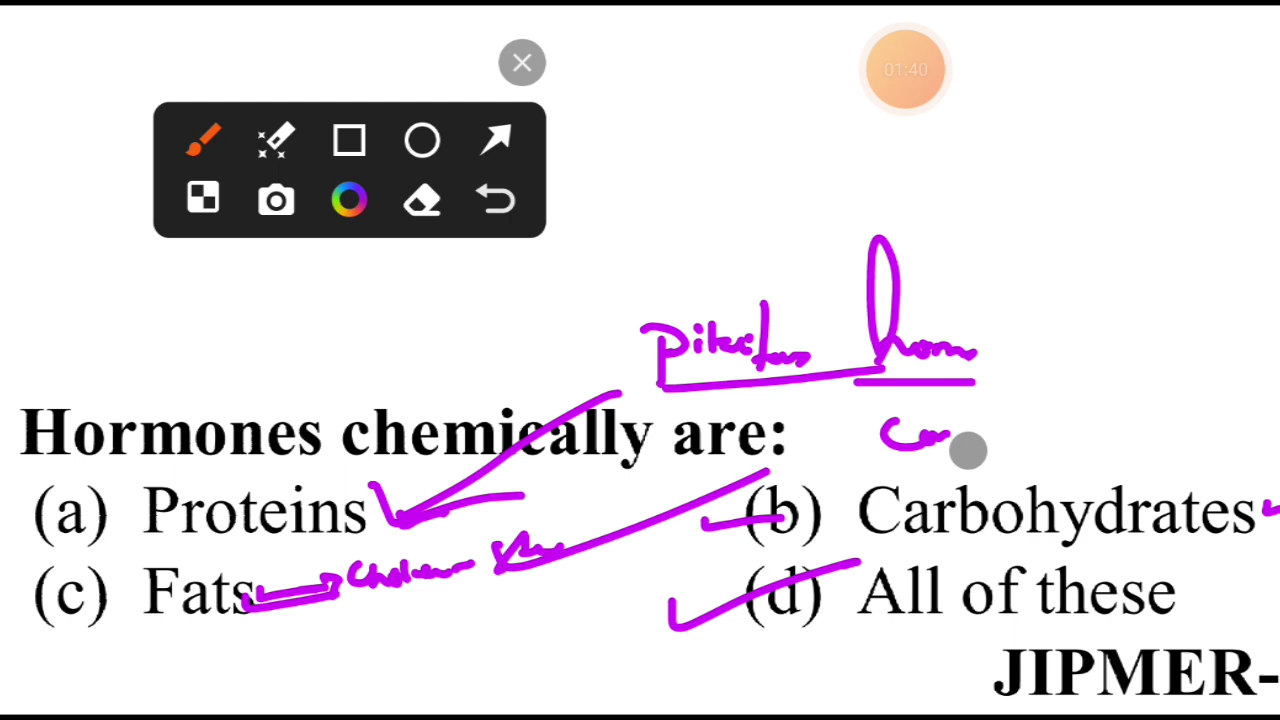 01:40
Hormones chemically are:
(a) Proteins (b) Carbohydrates
(c) Fats (d) All of these
JIPMER-